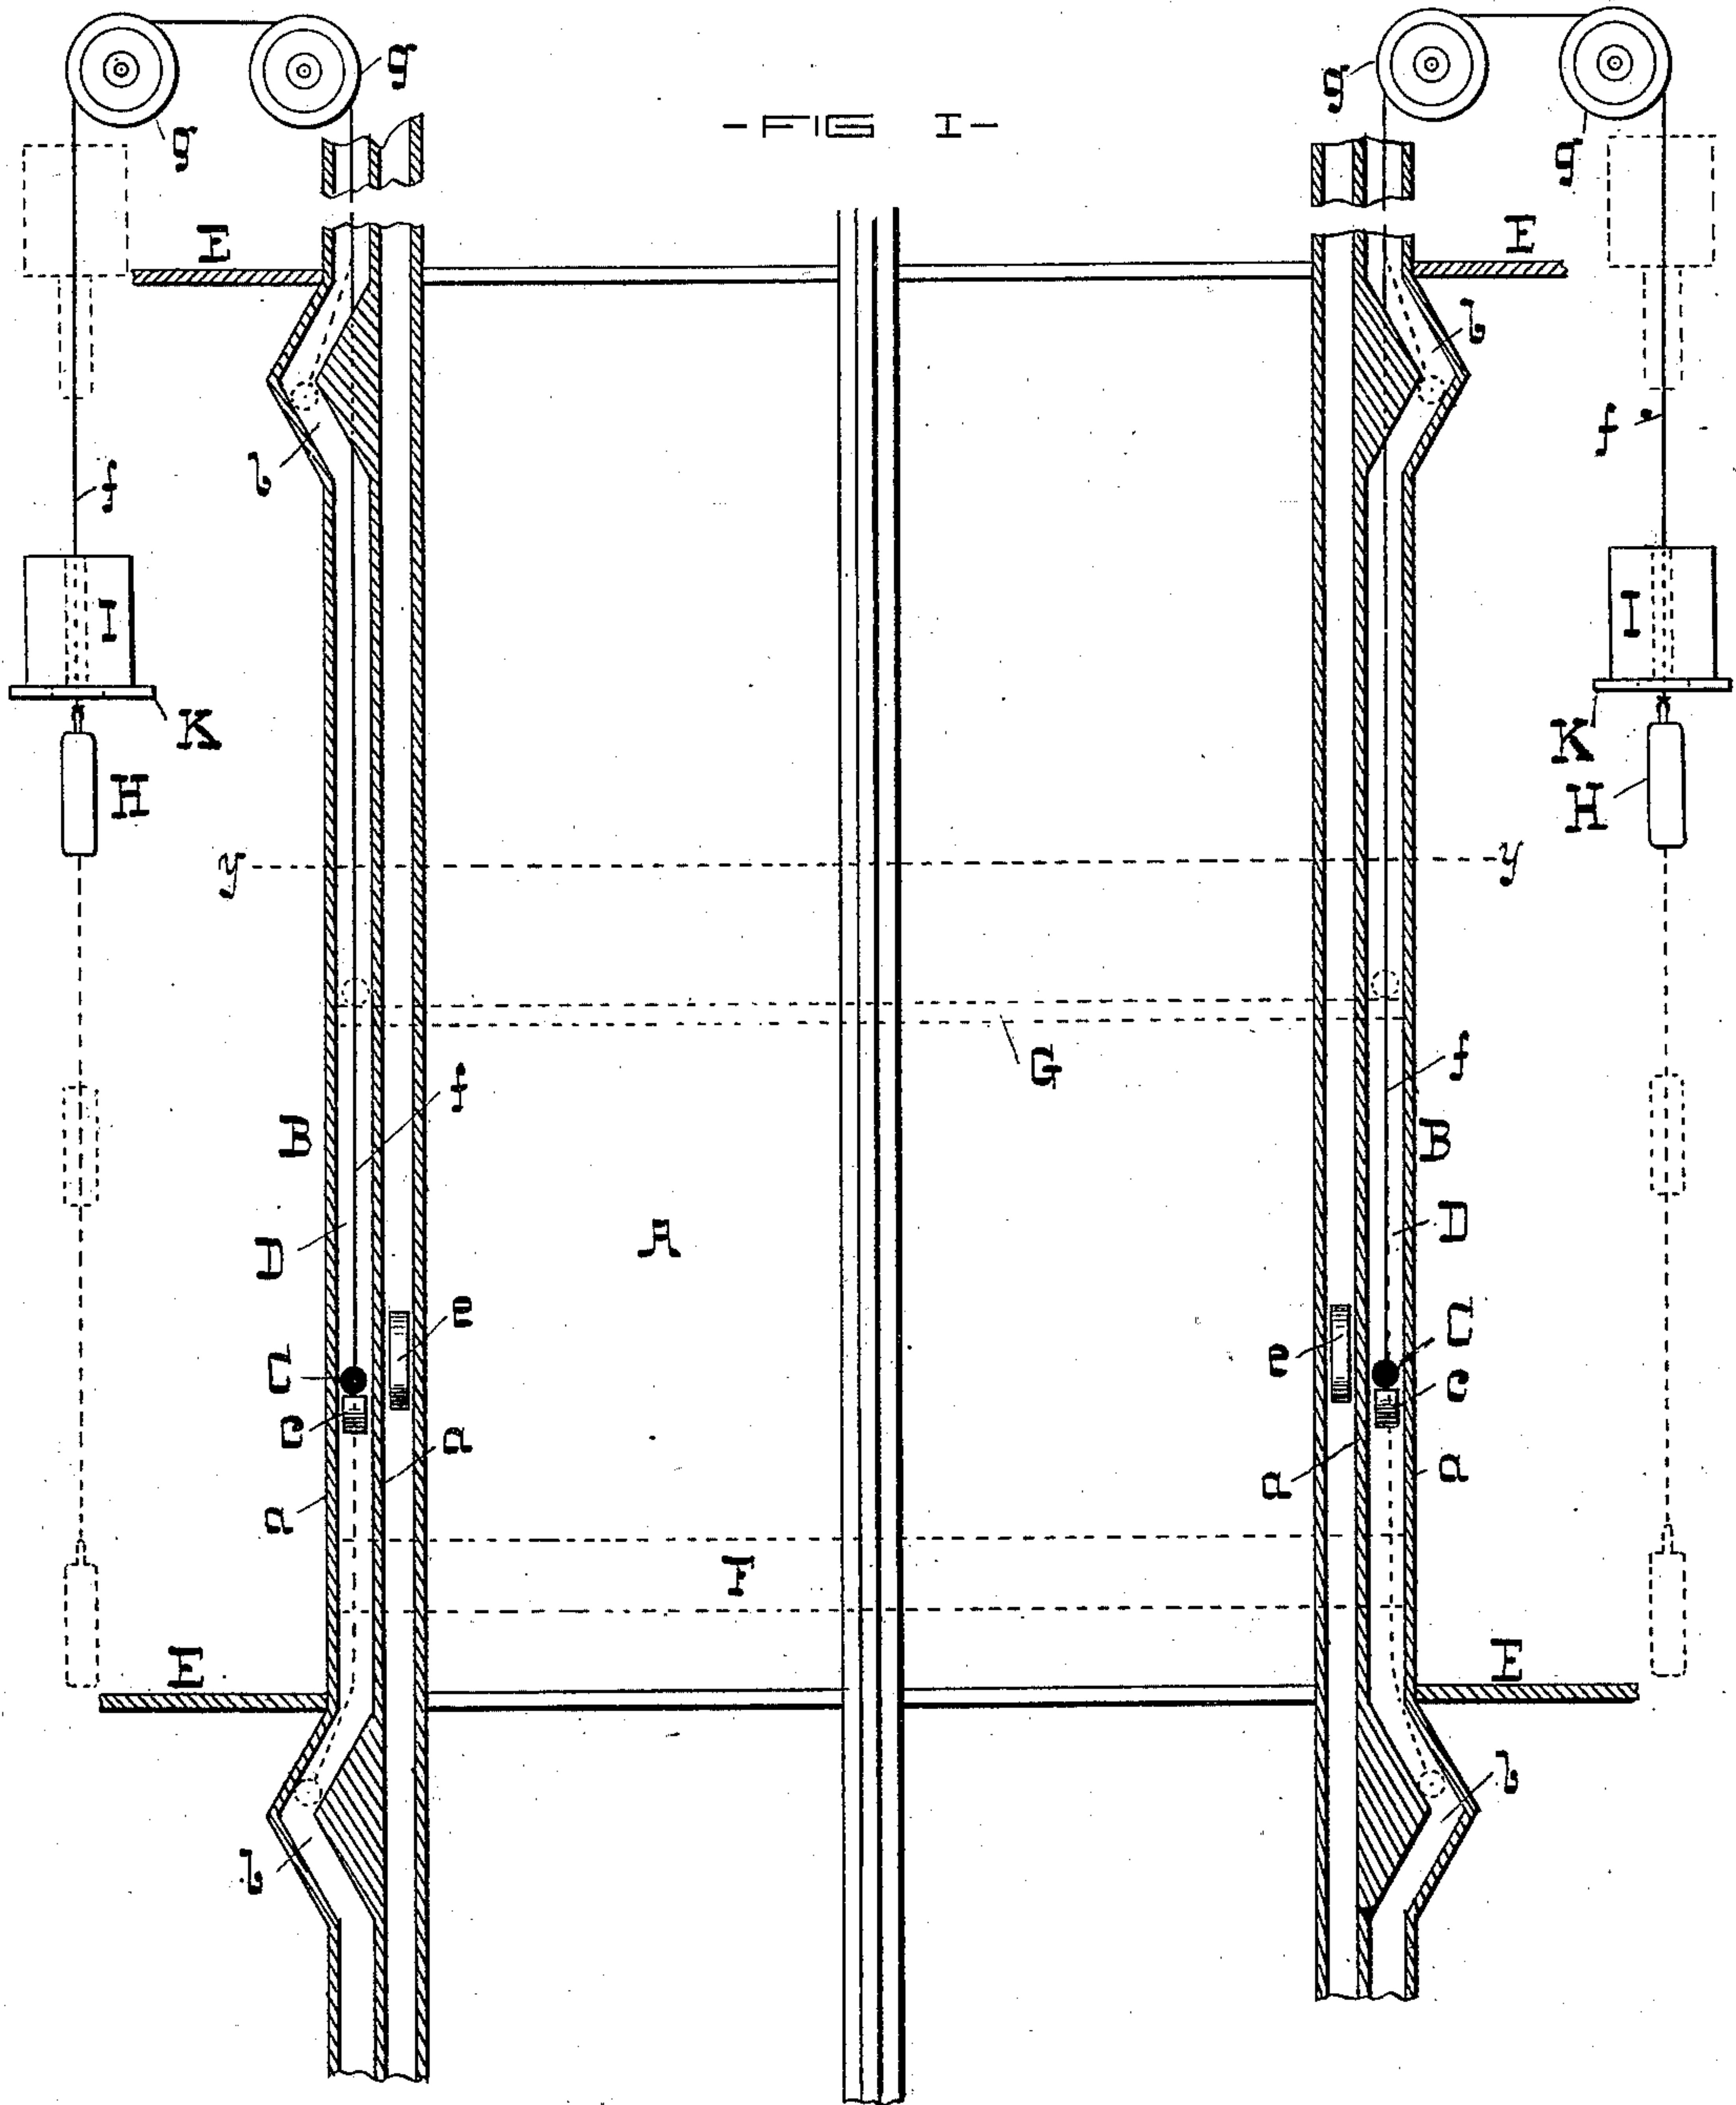 g g
g g
- FIG I -
E E
b b
f f
I I
K K
H H
y y
G
f f
B B
D D
A
e e
C C
c c
a a
a a
F
E E
b b